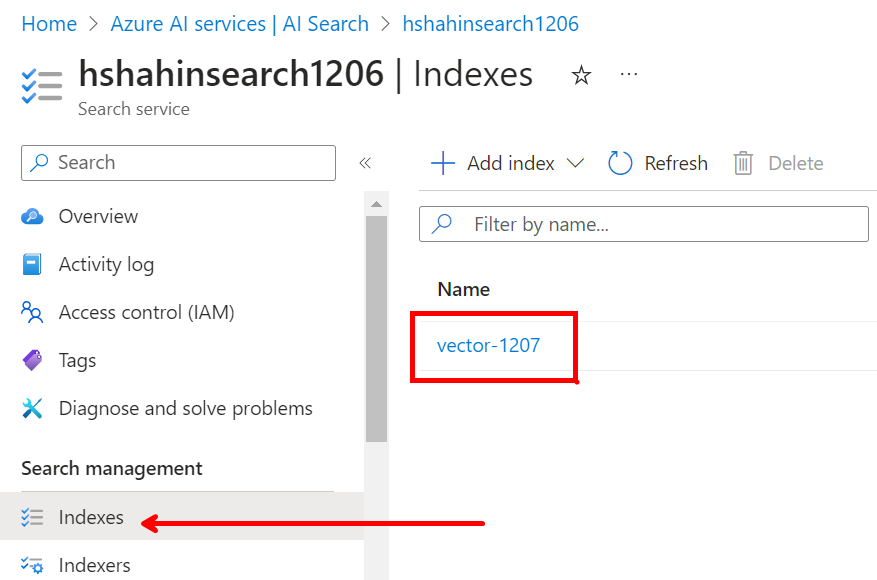 Home > Azure AI services | AI Search > hshahinsearch1206
hshahinsearch1206 | Indexes
Search service
Search
Overview
Activity log
Access control (IAM)
Tags
Diagnose and solve problems
Search management
Indexes
Indexers
Add index
Refresh
Delete
Filter by name...
Name
vector-1207